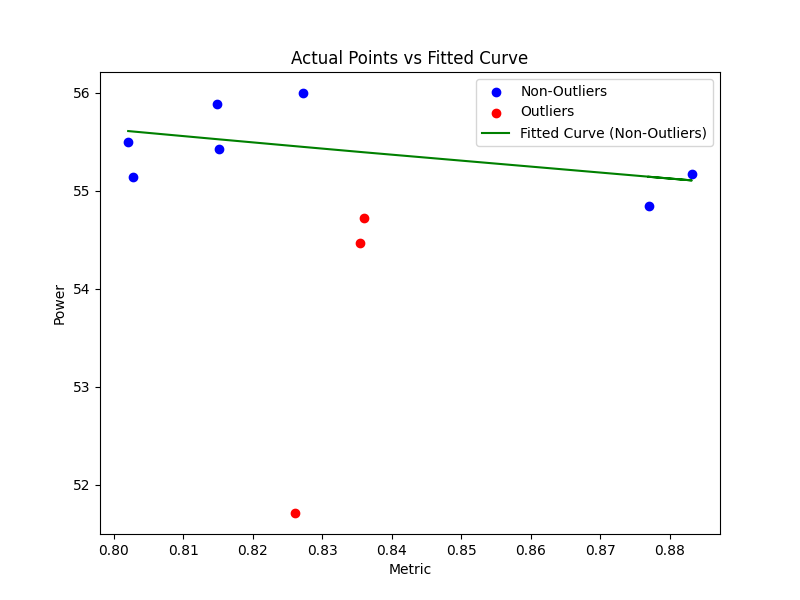 Actual Points vs Fitted Curve
Non-Outliers
Outliers
Fitted Curve (Non-Outliers)
Power
56
55
54
53
52
0.80 0.81 0.82 0.83 0.84 0.85 0.86 0.87 0.88
Metric